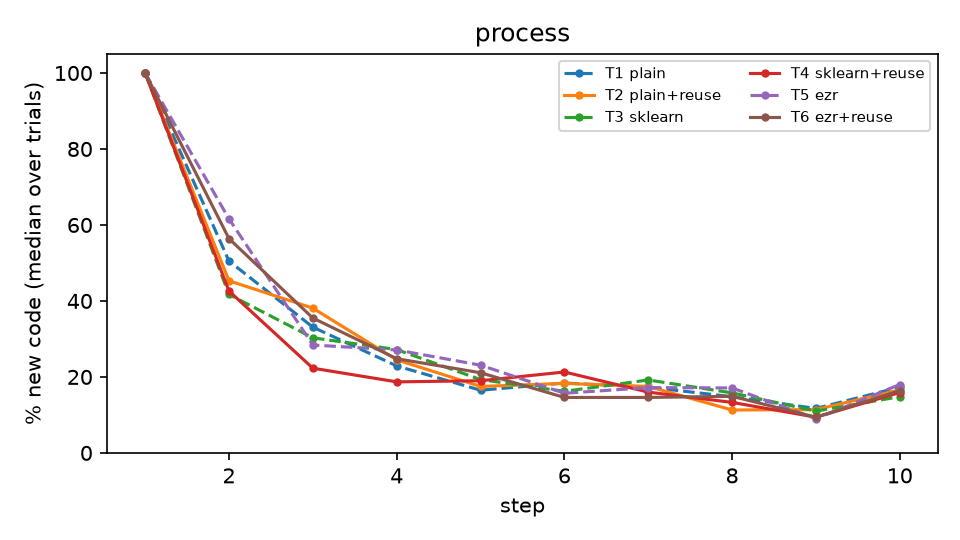 process
% new code (median over trials)
100
80
60
40
20
0
T1 plain
T2 plain+reuse
T3 sklearn
T4 sklearn+reuse
T5 ezr
T6 ezr+reuse
2 4 6 8 10
step